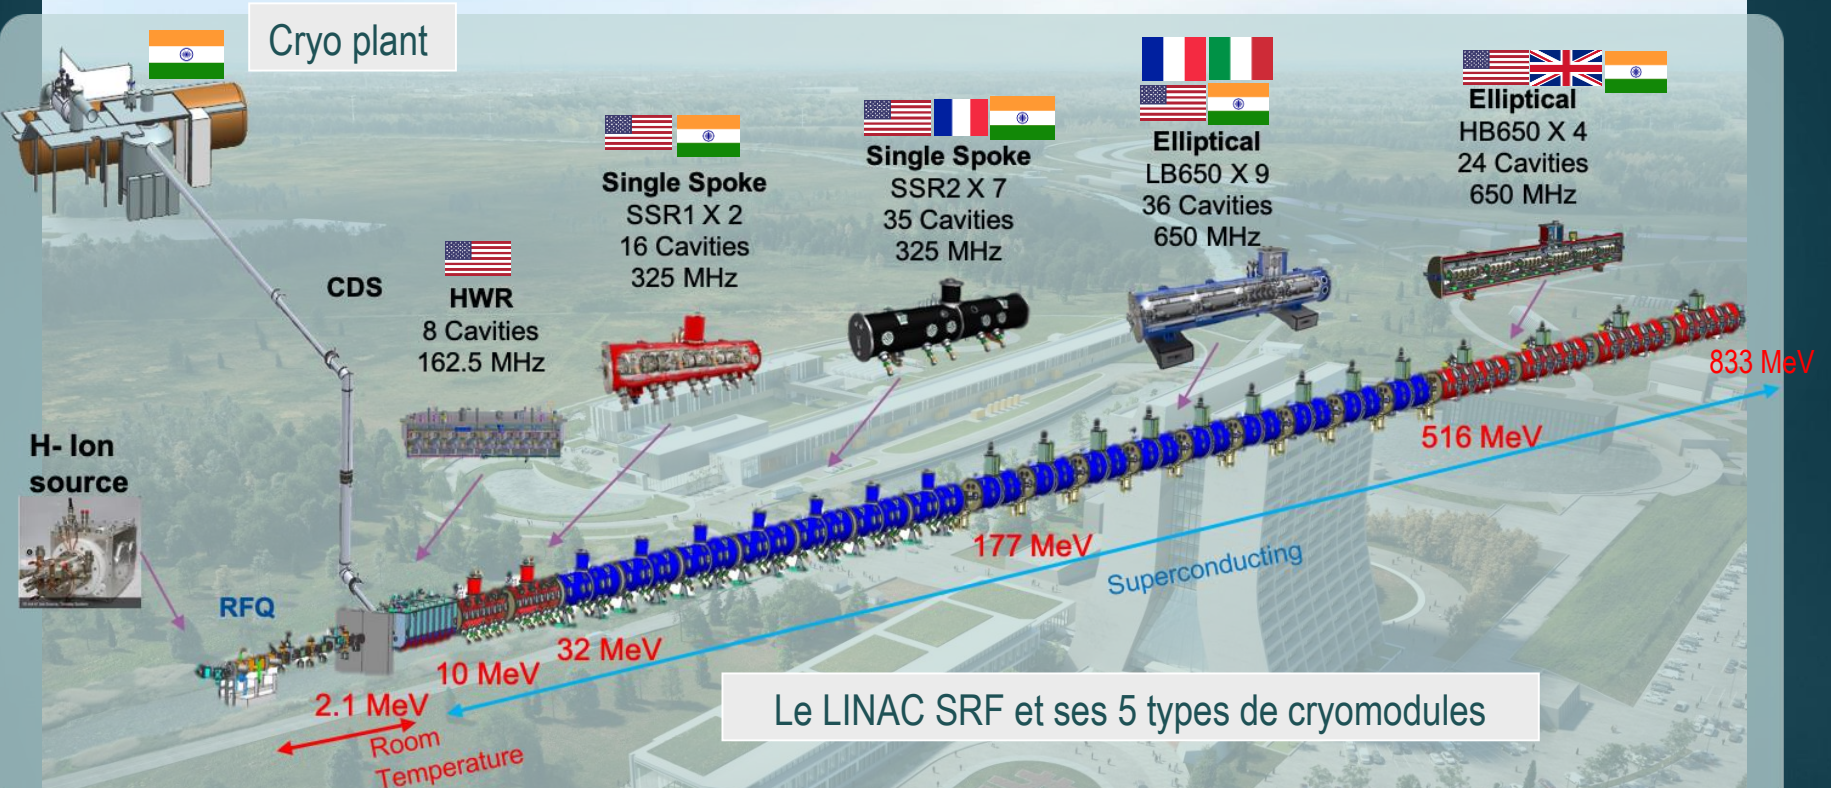 Cryo plant
CDS
HWR
8 Cavities
162.5 MHz
Single Spoke
SSR1 X 2
16 Cavities
325 MHz
Single Spoke
SSR2 X 7
35 Cavities
325 MHz
Elliptical
LB650 X 9
36 Cavities
650 MHz
Elliptical
HB650 X 4
24 Cavities
650 MHz
H- Ion
source
RFQ
2.1 MeV
10 MeV
32 MeV
177 MeV
516 MeV
833 MeV
Room
Temperature
Superconducting
Le LINAC SRF et ses 5 types de cryomodules